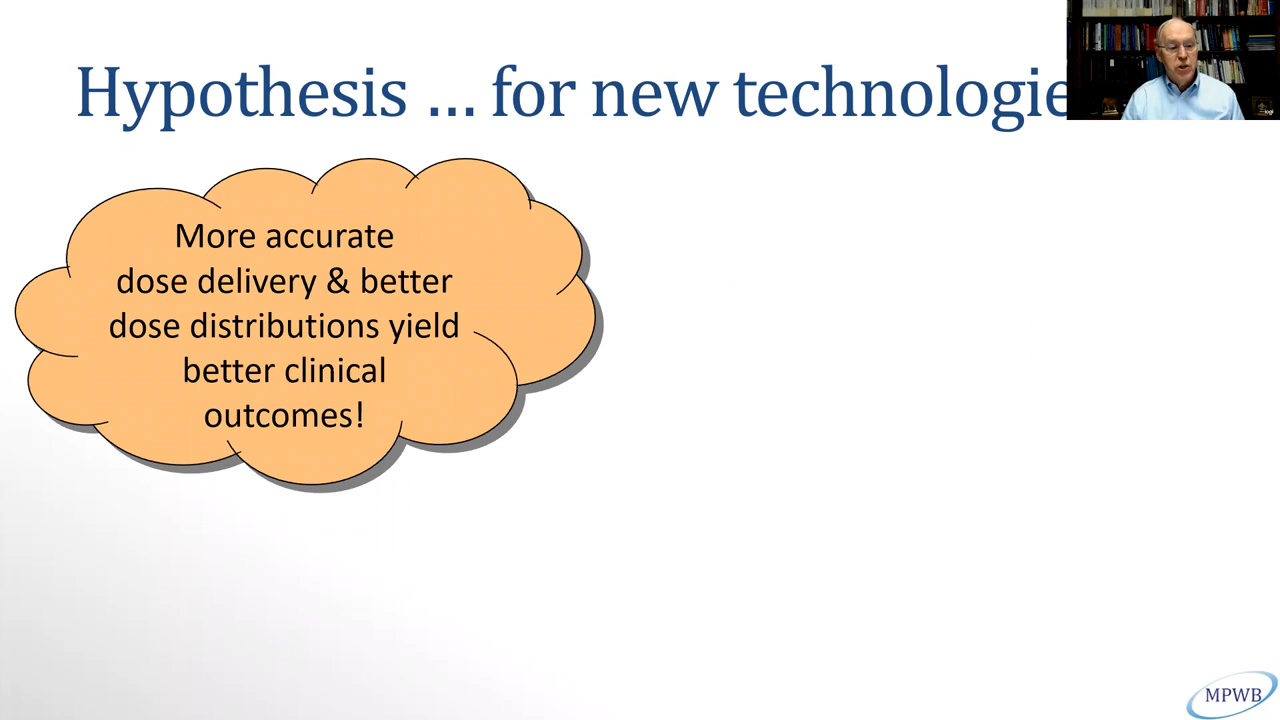 Hypothesis … for new technologie
More accurate
dose delivery & better
dose distributions yield
better clinical
outcomes!
MPWB